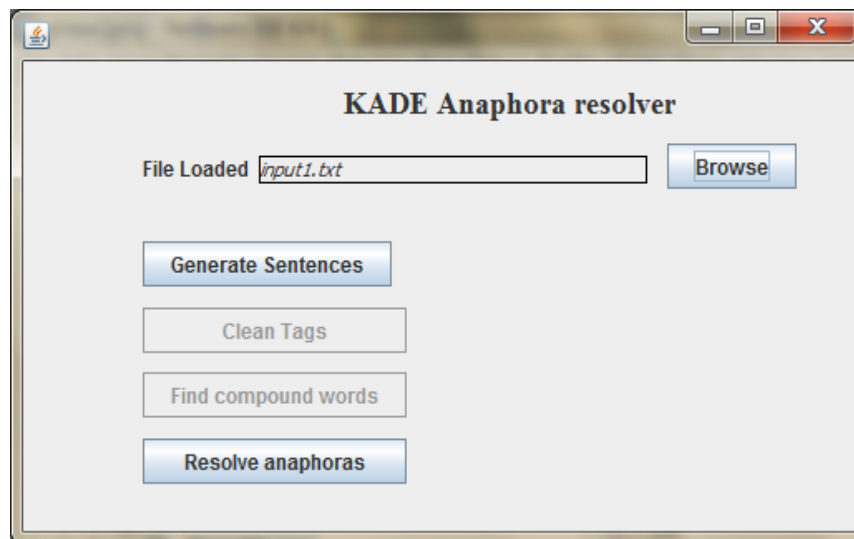 KADE Anaphora resolver
File Loaded input1.txt Browse
Generate Sentences
Clean Tags
Find compound words
Resolve anaphoras